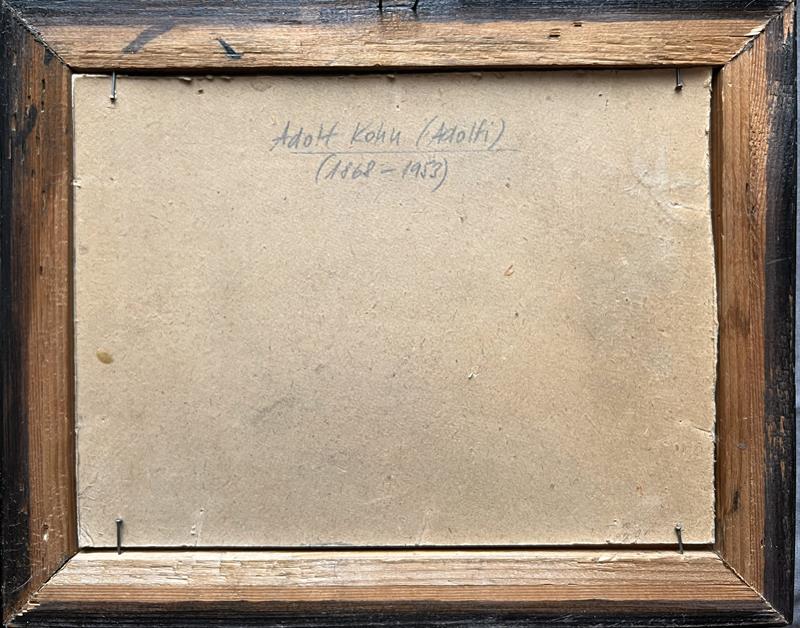 Adolf Kohn (Adolfi)
(1868 – 1953)